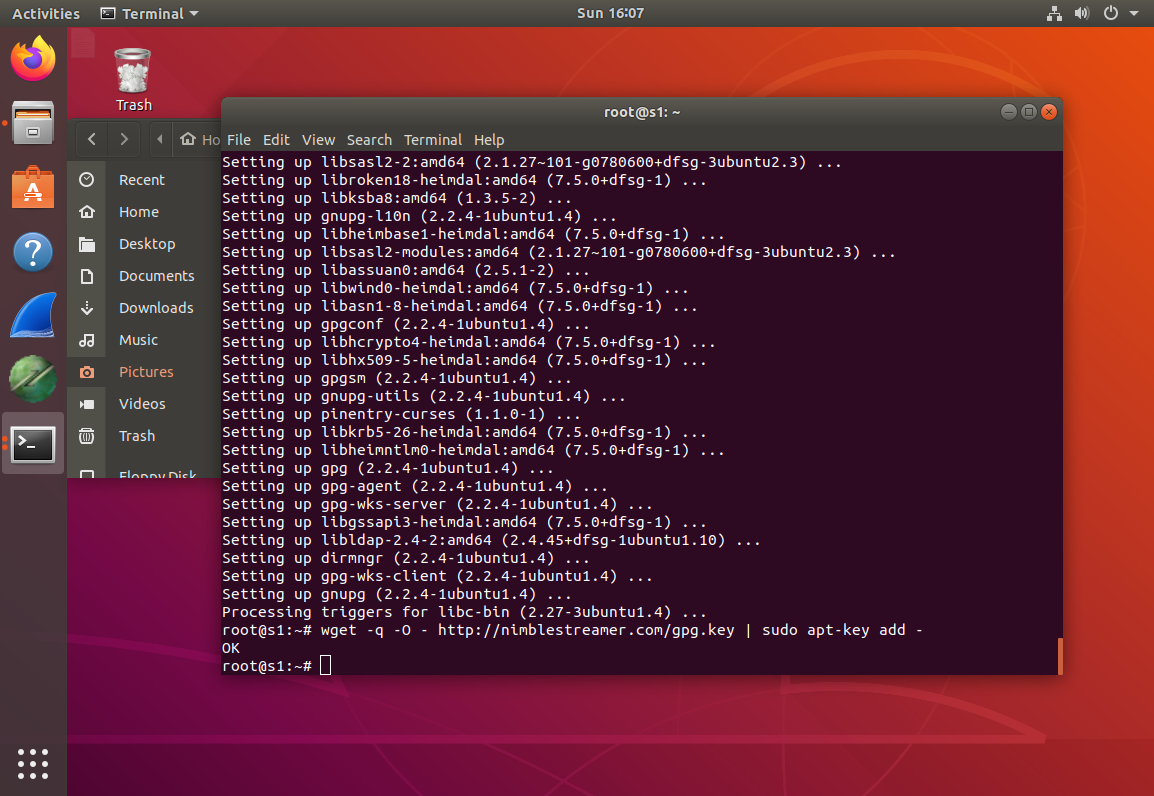 Activities
Terminal
Sun 16:07
Trash
Ho
Recent
Home
Desktop
Documents
Downloads
Music
Pictures
Videos
Trash
Floppy Disk
root@s1: ~
File Edit View Search Terminal Help
Setting up libsasl2-2:amd64 (2.1.27~101-g0780600+dfsg-3ubuntu2.3) ...
Setting up libroken18-heimdal:amd64 (7.5.0+dfsg-1) ...
Setting up libksba8:amd64 (1.3.5-2) ...
Setting up gnupg-l10n (2.2.4-1ubuntu1.4) ...
Setting up libheimbase1-heimdal:amd64 (7.5.0+dfsg-1) ...
Setting up libsasl2-modules:amd64 (2.1.27~101-g0780600+dfsg-3ubuntu2.3) ...
Setting up libassuan0:amd64 (2.5.1-2) ...
Setting up libwind0-heimdal:amd64 (7.5.0+dfsg-1) ...
Setting up libasn1-8-heimdal:amd64 (7.5.0+dfsg-1) ...
Setting up gpgconf (2.2.4-1ubuntu1.4) ...
Setting up libhcrypto4-heimdal:amd64 (7.5.0+dfsg-1) ...
Setting up libhx509-5-heimdal:amd64 (7.5.0+dfsg-1) ...
Setting up gpgsm (2.2.4-1ubuntu1.4) ...
Setting up gnupg-utils (2.2.4-1ubuntu1.4) ...
Setting up pinentry-curses (1.1.0-1) ...
Setting up libkrb5-26-heimdal:amd64 (7.5.0+dfsg-1) ...
Setting up libheimntlm0-heimdal:amd64 (7.5.0+dfsg-1) ...
Setting up gpg (2.2.4-1ubuntu1.4) ...
Setting up gpg-agent (2.2.4-1ubuntu1.4) ...
Setting up gpg-wks-server (2.2.4-1ubuntu1.4) ...
Setting up libgssapi3-heimdal:amd64 (7.5.0+dfsg-1) ...
Setting up libldap-2.4-2:amd64 (2.4.45+dfsg-1ubuntu1.10) ...
Setting up dirmngr (2.2.4-1ubuntu1.4) ...
Setting up gpg-wks-client (2.2.4-1ubuntu1.4) ...
Setting up gnupg (2.2.4-1ubuntu1.4) ...
Processing triggers for libc-bin (2.27-3ubuntu1.4) ...
root@s1:~# wget -q -O - http://nimblestreamer.com/gpg.key | sudo apt-key add -
OK
root@s1:~#